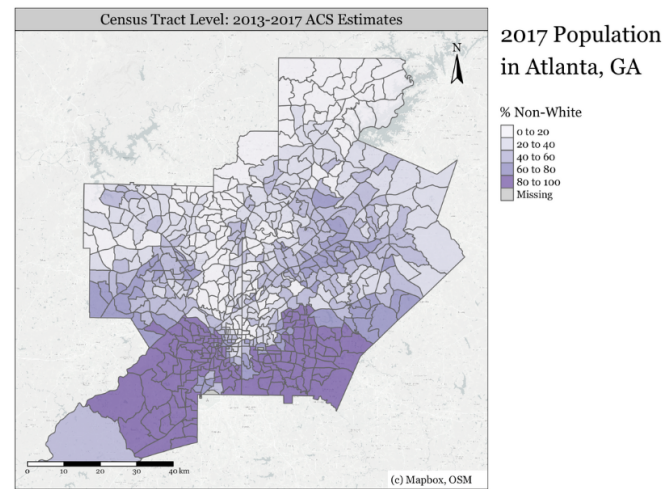 Census Tract Level: 2013-2017 ACS Estimates
2017 Population
in Atlanta, GA
N
% Non-White
0 to 20
20 to 40
40 to 60
60 to 80
80 to 100
Missing
0 10 20 30 40 km
(c) Mapbox, OSM